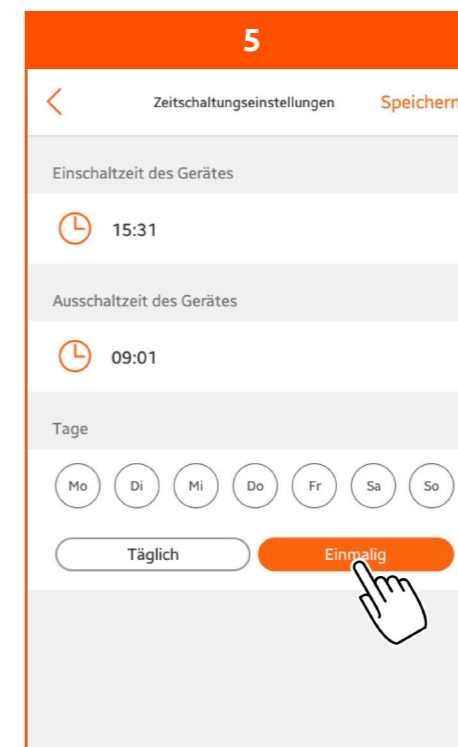 5
Zeitschaltungseinstellungen Speichern
Einschaltzeit des Gerätes
15:31
Ausschaltzeit des Gerätes
09:01
Tage
Mo Di Mi Do Fr Sa So
Täglich Einmalig